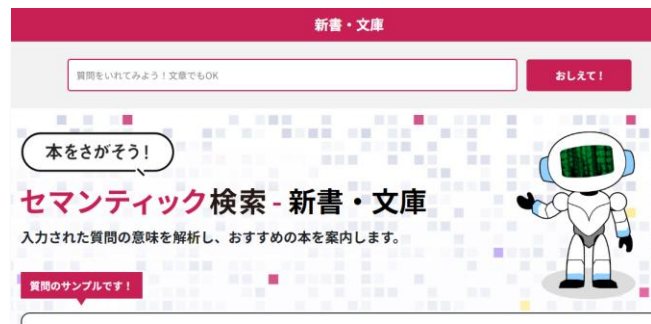 新書・文庫
質問をいれてみよう！文章でもOK
おしえて！
本をさがそう！
セマンティック検索 - 新書・文庫
入力された質問の意味を解析し、おすすめの本を案内します。
質問のサンプルです！